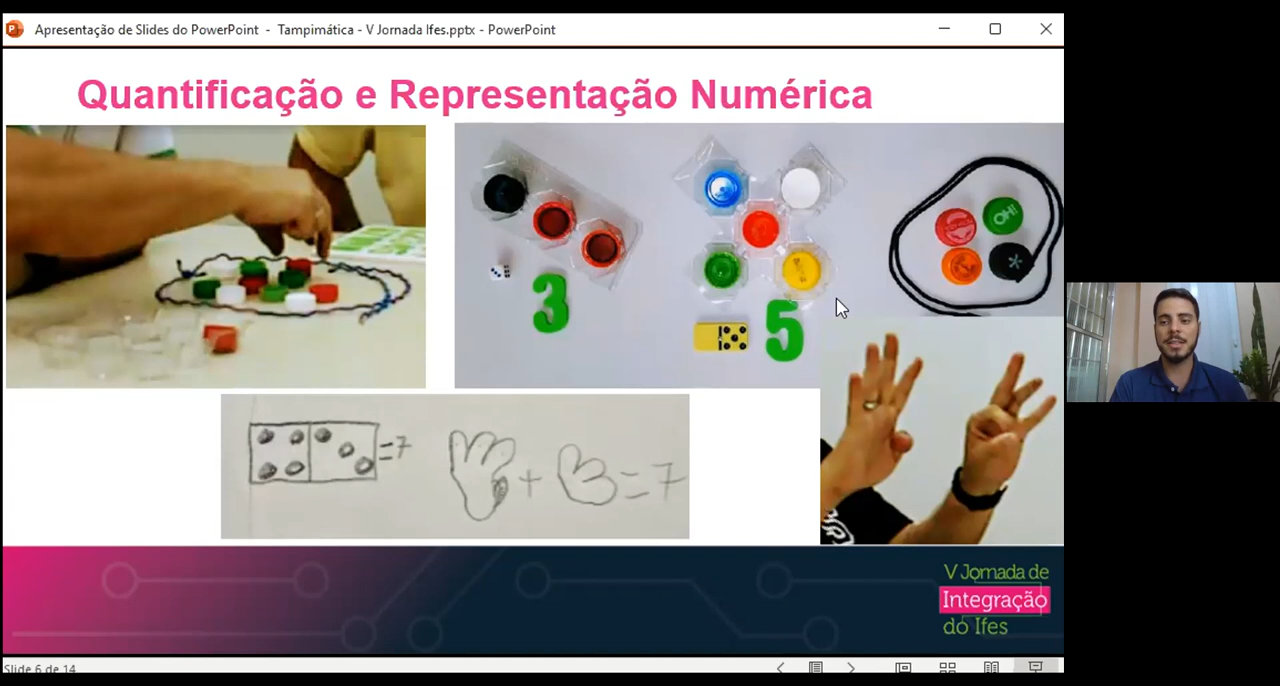 Apresentação de Slides do PowerPoint - Tampimática - V Jornada Ifes.pptx - PowerPoint
Quantificação e Representação Numérica
OH!
3
5
=7
+ =7
V Jornada de
Integração
do Ifes
Slide 6 de 14